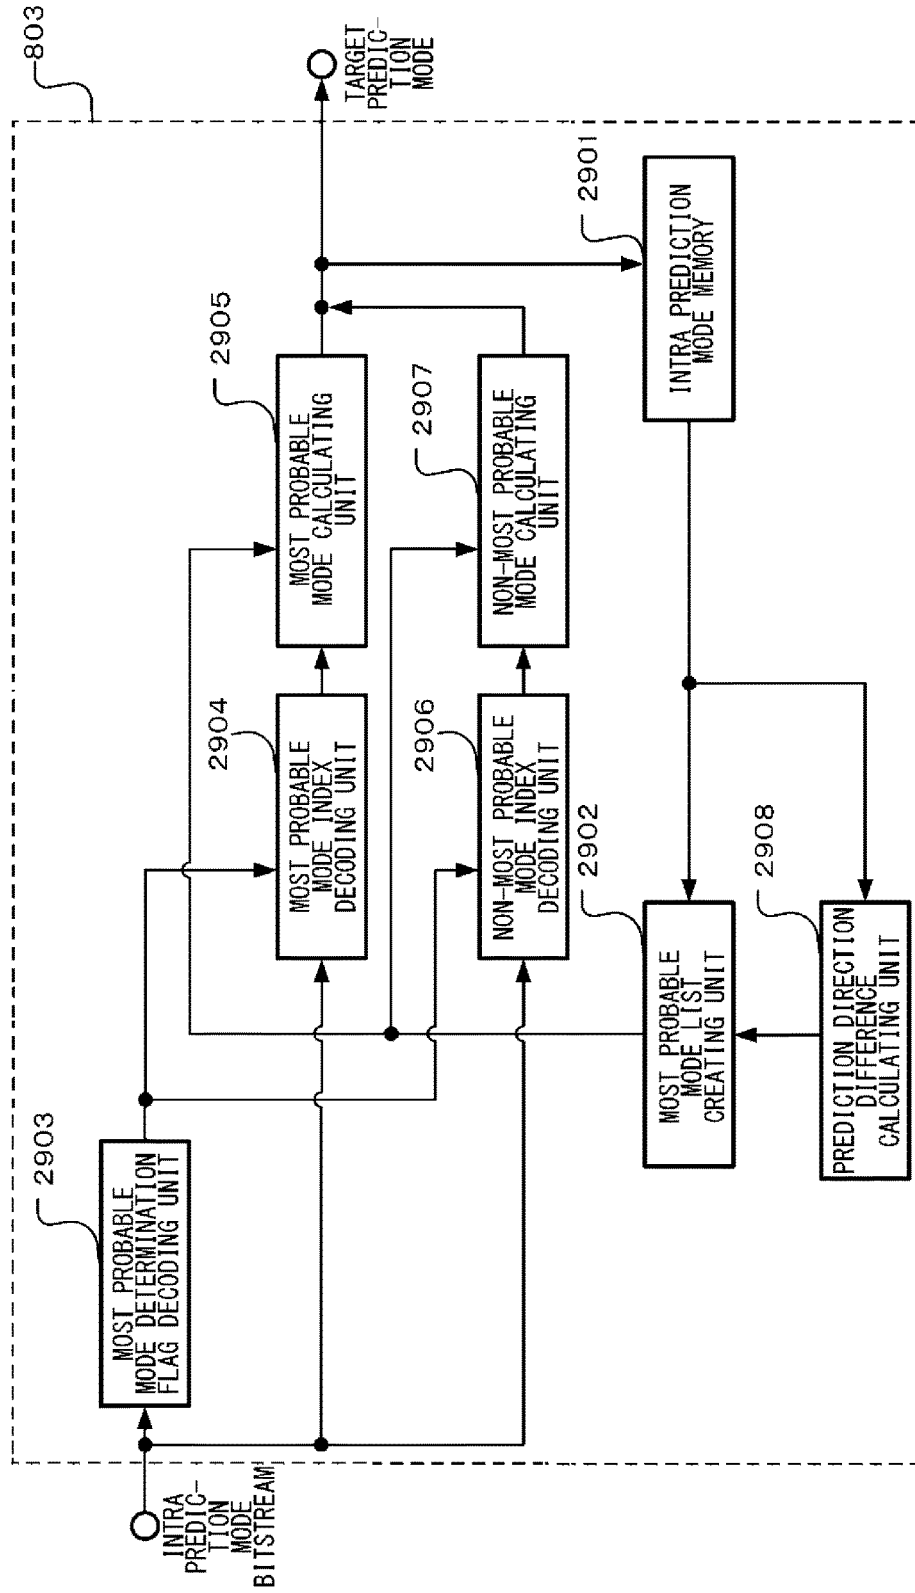 803
INTRA
PREDIC-
TION
MODE
BITSTREAM
2903
MOST PROBABLE
MODE DETERMINATION
FLAG DECODING UNIT
2904
MOST PROBABLE
MODE INDEX
DECODING UNIT
2905
MOST PROBABLE
MODE CALCULATING
UNIT
TARGET
PREDIC-
TION
MODE
2906
NON-MOST PROBABLE
MODE INDEX
DECODING UNIT
2907
NON-MOST PROBABLE
MODE CALCULATING
UNIT
2902
MOST PROBABLE
MODE LIST
CREATING UNIT
2901
INTRA PREDICTION
MODE MEMORY
2908
PREDICTION DIRECTION
DIFFERENCE
CALCULATING UNIT